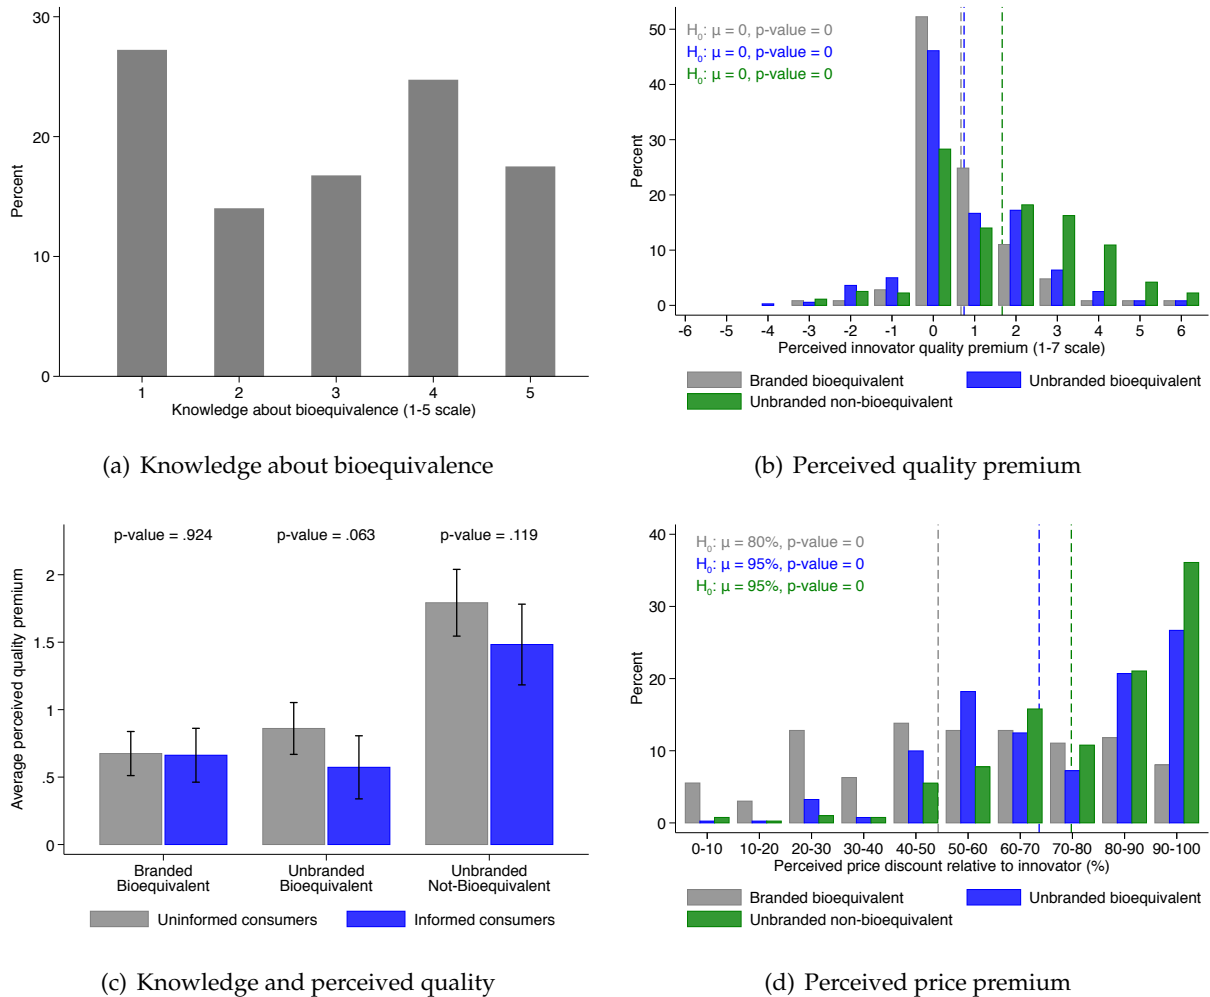 30
20
10
0
Percent
1 2 3 4 5
Knowledge about bioequivalence (1-5 scale)
(a) Knowledge about bioequivalence
50
40
30
20
10
0
Percent
H0: μ = 0, p-value = 0
H0: μ = 0, p-value = 0
H0: μ = 0, p-value = 0
-6 -5 -4 -3 -2 -1 0 1 2 3 4 5 6
Perceived innovator quality premium (1-7 scale)
Branded bioequivalent Unbranded bioequivalent
Unbranded non-bioequivalent
(b) Perceived quality premium
p-value = .924 p-value = .063 p-value = .119
2
1.5
1
.5
0
Average perceived quality premium
Branded Unbranded Unbranded
Bioequivalent Bioequivalent Not-Bioequivalent
Uninformed consumers Informed consumers
(c) Knowledge and perceived quality
40
30
20
10
0
Percent
H0: μ = 80%, p-value = 0
H0: μ = 95%, p-value = 0
H0: μ = 95%, p-value = 0
0-10 10-20 20-30 30-40 40-50 50-60 60-70 70-80 80-90 90-100
Perceived price discount relative to innovator (%)
Branded bioequivalent Unbranded bioequivalent
Unbranded non-bioequivalent
(d) Perceived price premium